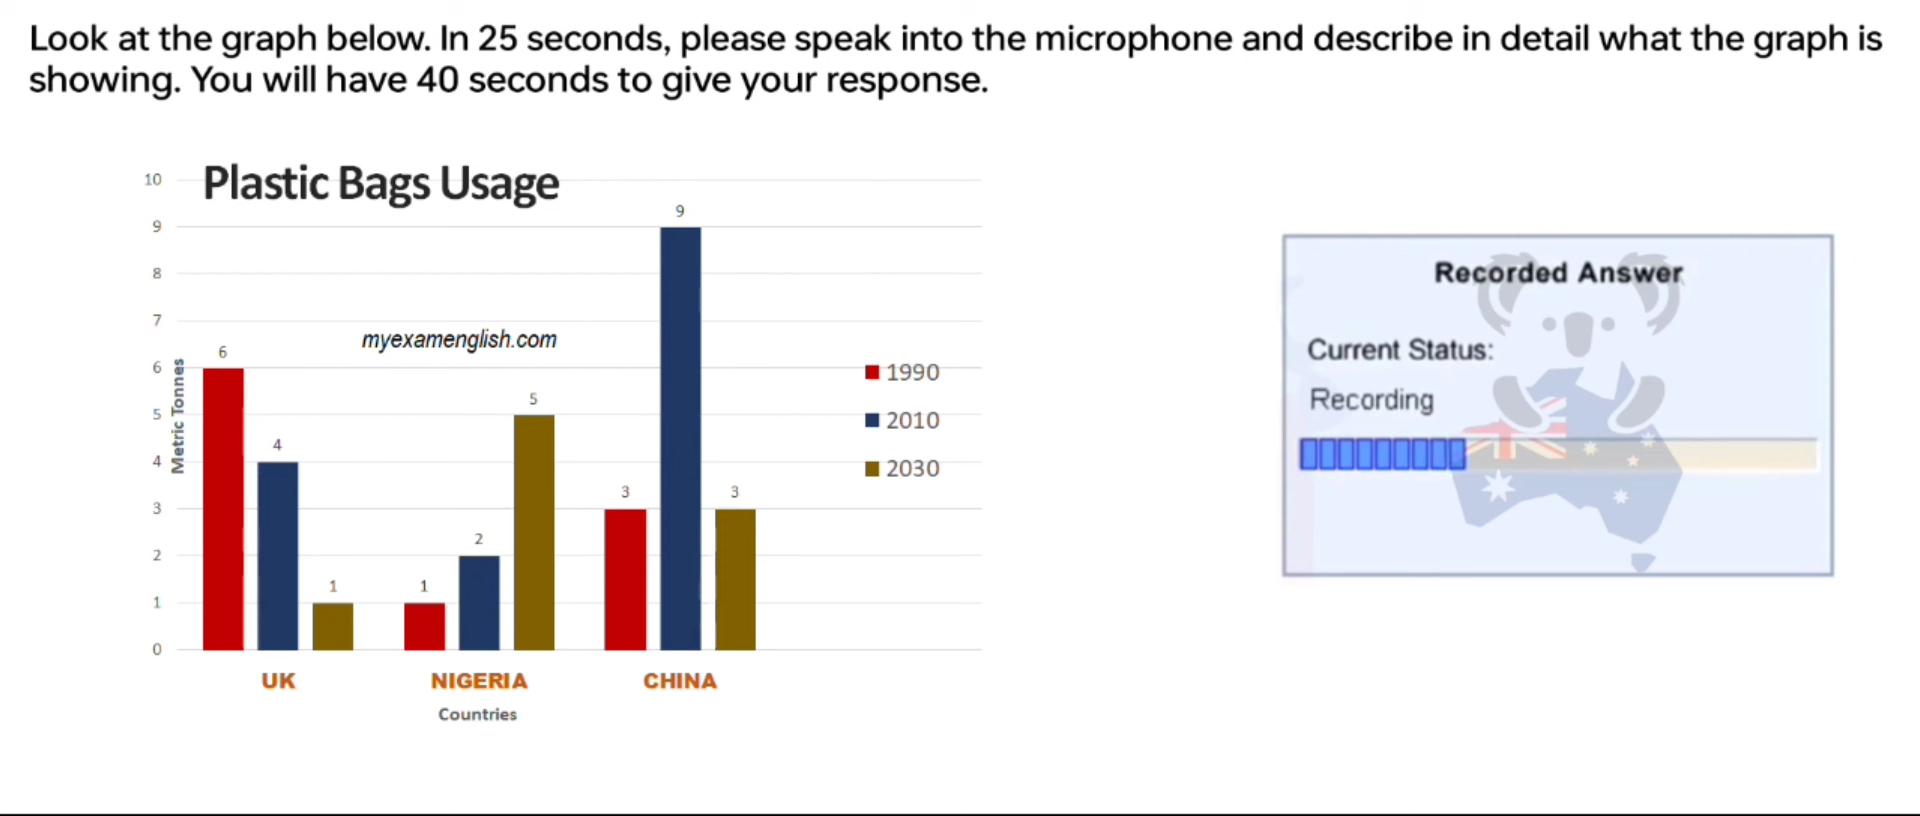 Look at the graph below. In 25 seconds, please speak into the microphone and describe in detail what the graph is
showing. You will have 40 seconds to give your response.
Plastic Bags Usage
10
9
8
7
6
5
4
3
2
1
0
Metric Tonnes
6
4
1
1
2
5
3
9
3
myexamenglish.com
1990
2010
2030
UK
NIGERIA
CHINA
Countries
Recorded Answer
Current Status:
Recording